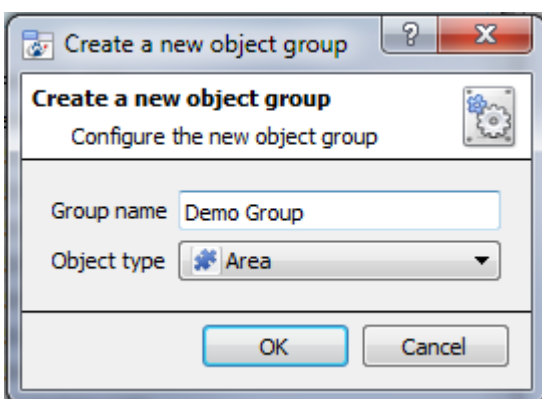 Create a new object group
Create a new object group
Configure the new object group
Group name Demo Group
Object type Area
OK Cancel